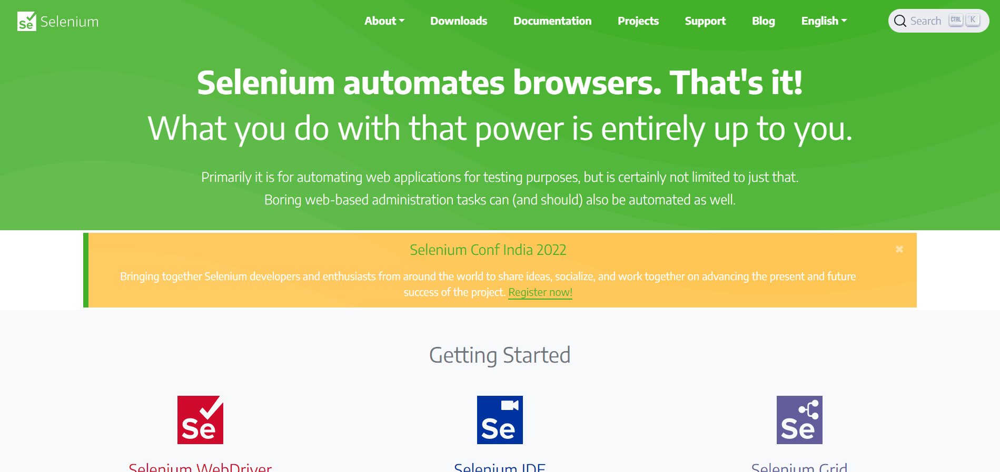 Se Selenium
About
Downloads
Documentation
Projects
Support
Blog
English
Search CTRL K
Selenium automates browsers. That's it!
What you do with that power is entirely up to you.
Primarily it is for automating web applications for testing purposes, but is certainly not limited to just that.
Boring web-based administration tasks can (and should) also be automated as well.
Selenium Conf India 2022
Bringing together Selenium developers and enthusiasts from around the world to share ideas, socialize, and work together on advancing the present and future
success of the project. Register now!
Getting Started
Se
Se
Se
Selenium WebDriver
Selenium IDE
Selenium Grid